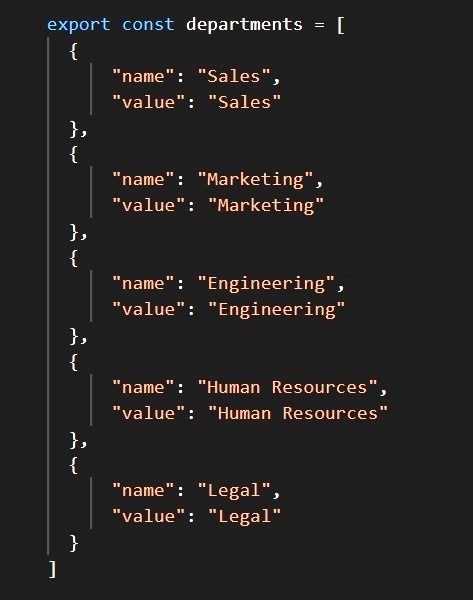 export const departments = [
{
"name": "Sales",
"value": "Sales"
},
{
"name": "Marketing",
"value": "Marketing"
},
{
"name": "Engineering",
"value": "Engineering"
},
{
"name": "Human Resources",
"value": "Human Resources"
},
{
"name": "Legal",
"value": "Legal"
}
]